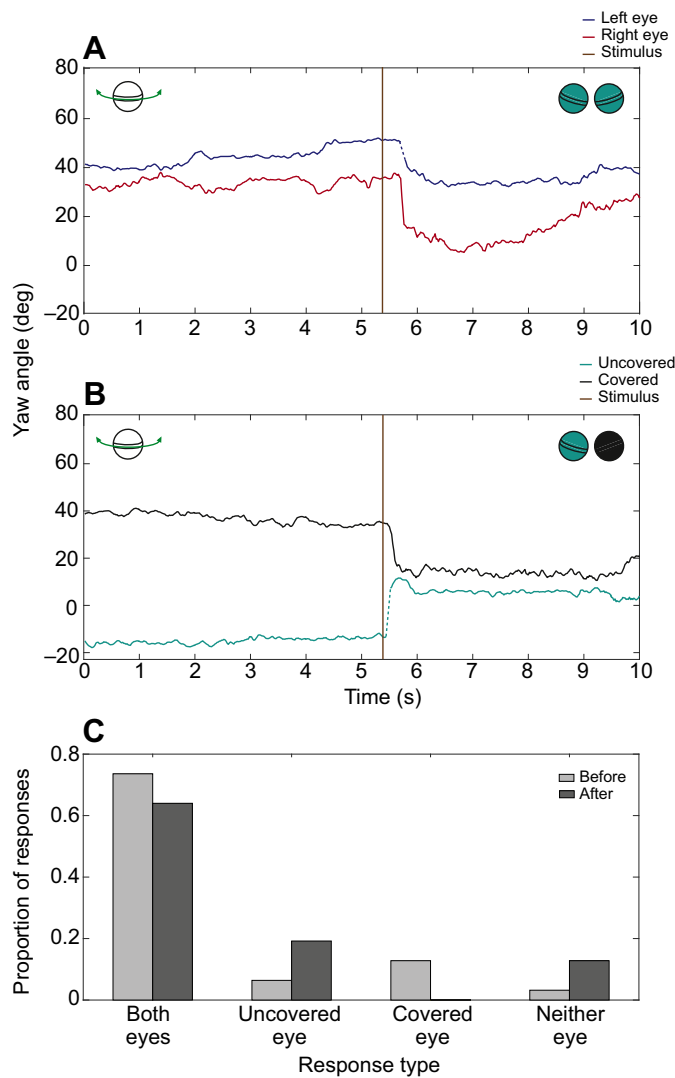 A
Left eye
Right eye
Stimulus
80
60
40
20
0
–20
0 1 2 3 4 5 6 7 8 9 10
Yaw angle (deg)
B
Uncovered
Covered
Stimulus
80
60
40
20
0
–20
0 1 2 3 4 5 6 7 8 9 10
Time (s)
C
Before
After
0.8
0.6
0.4
0.2
0
Proportion of responses
Both eyes
Uncovered eye
Covered eye
Neither eye
Response type